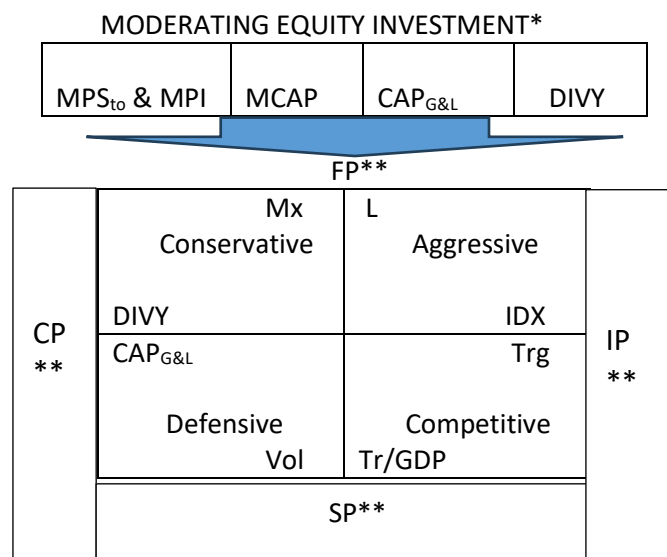 MODERATING EQUITY INVESTMENT*
MPSto & MPI MCAP CAPG&L DIVY
FP**
Mx L
Conservative Aggressive
DIVY IDX
CP
**
IP
**
CAPG&L Trg
Defensive Competitive
Vol Tr/GDP
SP**